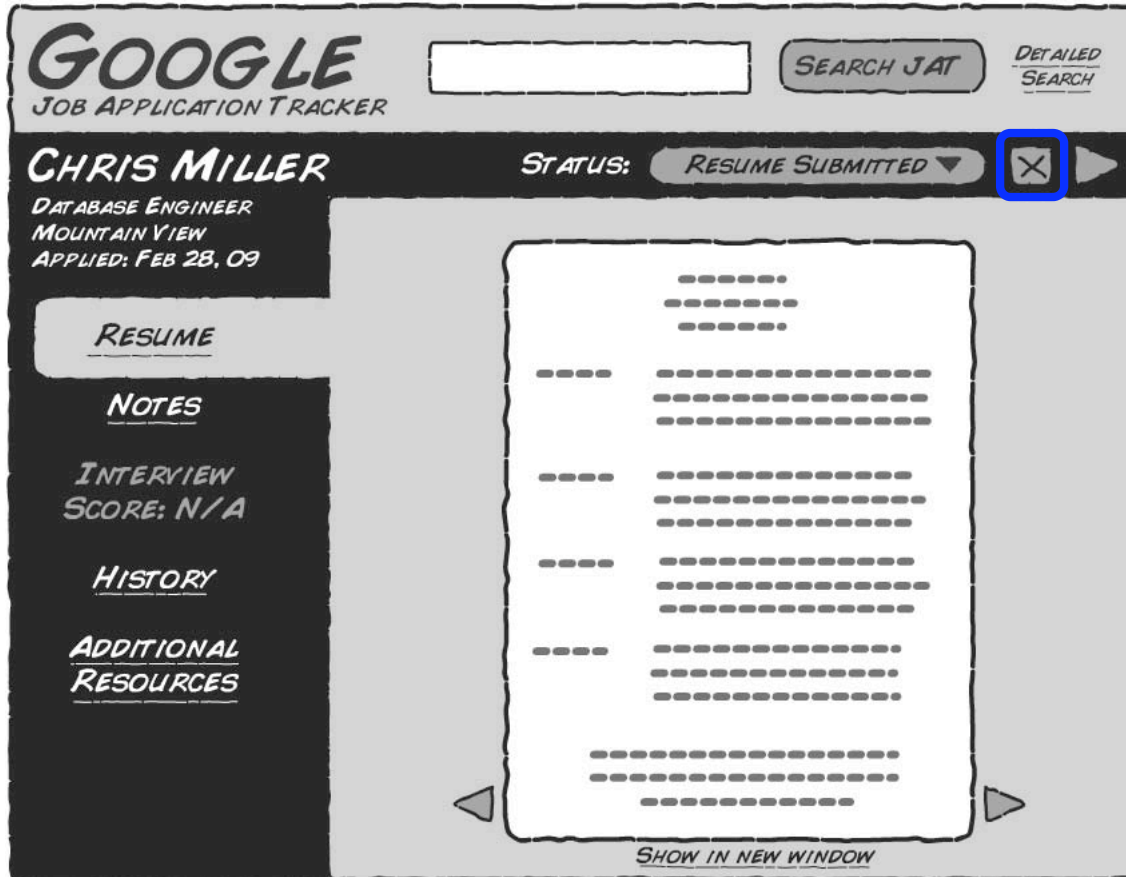 GOOGLE
JOB APPLICATION TRACKER
SEARCH JAT
DETAILED
SEARCH
CHRIS MILLER
STATUS: RESUME SUBMITTED
DATABASE ENGINEER
MOUNTAIN VIEW
APPLIED: FEB 28, 09
RESUME
NOTES
INTERVIEW
SCORE: N/A
HISTORY
ADDITIONAL
RESOURCES
SHOW IN NEW WINDOW